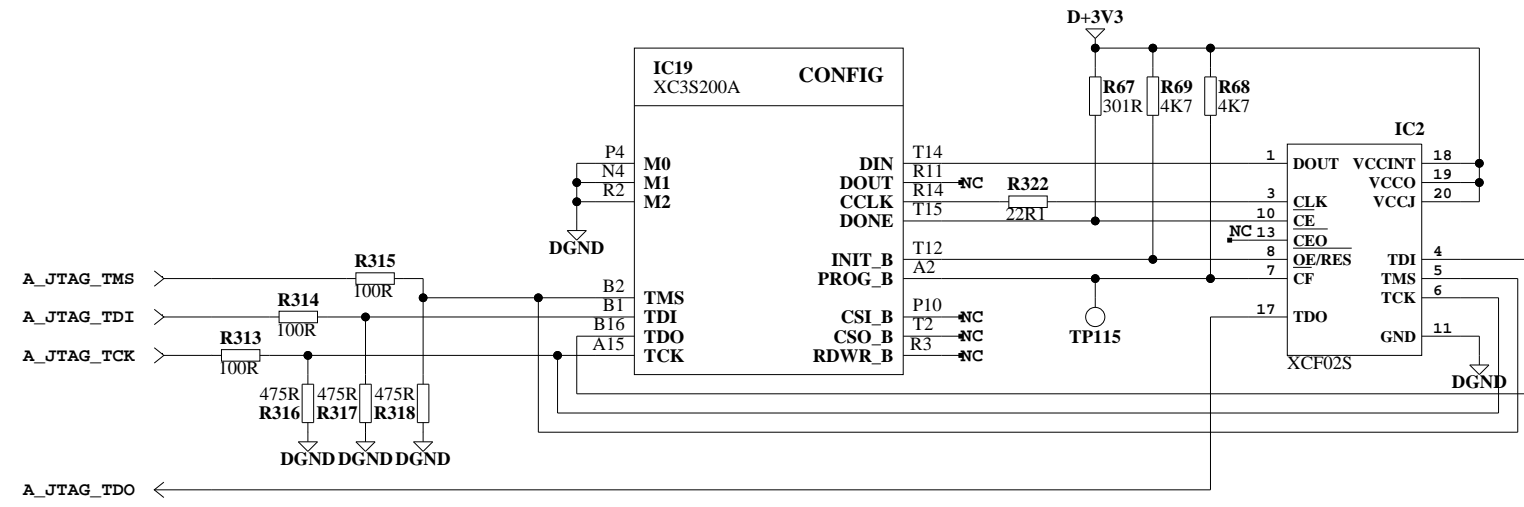 D+3V3
IC19
XC3S200A
CONFIG
R67
301R
R69
4K7
R68
4K7
IC2
P4
M0
N4
M1
R2
M2
DGND
DIN
T14
DOUT
R11
NC
CCLK
R14
R322
22R1
DONE
T15
INIT_B
T12
PROG_B
A2
TP115
1
DOUT
VCCINT
18
VCCO
19
3
CLK
VCCJ
20
10
CE
NC
13
CEO
8
OE/RES
TDI
4
7
CF
TMS
5
TCK
6
17
TDO
GND
11
XCF02S
DGND
A_JTAG_TMS
R315
100R
B2
TMS
A_JTAG_TDI
R314
100R
B1
TDI
B16
TDO
A_JTAG_TCK
R313
100R
A15
TCK
CSI_B
P10
NC
CSO_B
T2
NC
RDWR_B
R3
NC
475R
R316
475R
R317
475R
R318
DGND
DGND
DGND
A_JTAG_TDO